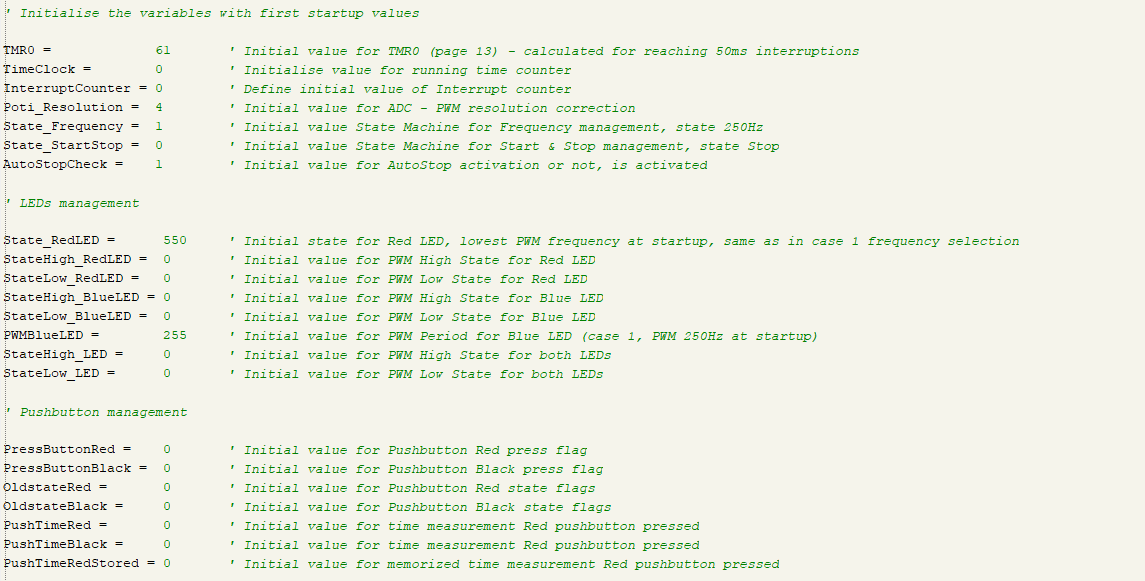 ' Initialise the variables with first startup values
TMR0 = 61 ' Initial value for TMR0 (page 13) - calculated for reaching 50ms interruptions
TimeClock = 0 ' Initialise value for running time counter
InterruptCounter = 0 ' Define initial value of Interrupt counter
Poti_Resolution = 4 ' Initial value for ADC - PWM resolution correction
State_Frequency = 1 ' Initial value State Machine for Frequency management, state 250Hz
State_StartStop = 0 ' Initial value State Machine for Start & Stop management, state Stop
AutoStopCheck = 1 ' Initial value for AutoStop activation or not, is activated
' LEDs management
State_RedLED = 550 ' Initial state for Red LED, lowest PWM frequency at startup, same as in case 1 frequency selection
StateHigh_RedLED = 0 ' Initial value for PWM High State for Red LED
StateLow_RedLED = 0 ' Initial value for PWM Low State for Red LED
StateHigh_BlueLED = 0 ' Initial value for PWM High State for Blue LED
StateLow_BlueLED = 0 ' Initial value for PWM Low State for Blue LED
PWMBlueLED = 255 ' Initial value for PWM Period for Blue LED (case 1, PWM 250Hz at startup)
StateHigh_LED = 0 ' Initial value for PWM High State for both LEDs
StateLow_LED = 0 ' Initial value for PWM Low State for both LEDs
' Pushbutton management
PressButtonRed = 0 ' Initial value for Pushbutton Red press flag
PressButtonBlack = 0 ' Initial value for Pushbutton Black press flag
OldstateRed = 0 ' Initial value for Pushbutton Red state flags
OldstateBlack = 0 ' Initial value for Pushbutton Black state flags
PushTimeRed = 0 ' Initial value for time measurement Red pushbutton pressed
PushTimeBlack = 0 ' Initial value for time measurement Red pushbutton pressed
PushTimeRedStored = 0 ' Initial value for memorized time measurement Red pushbutton pressed